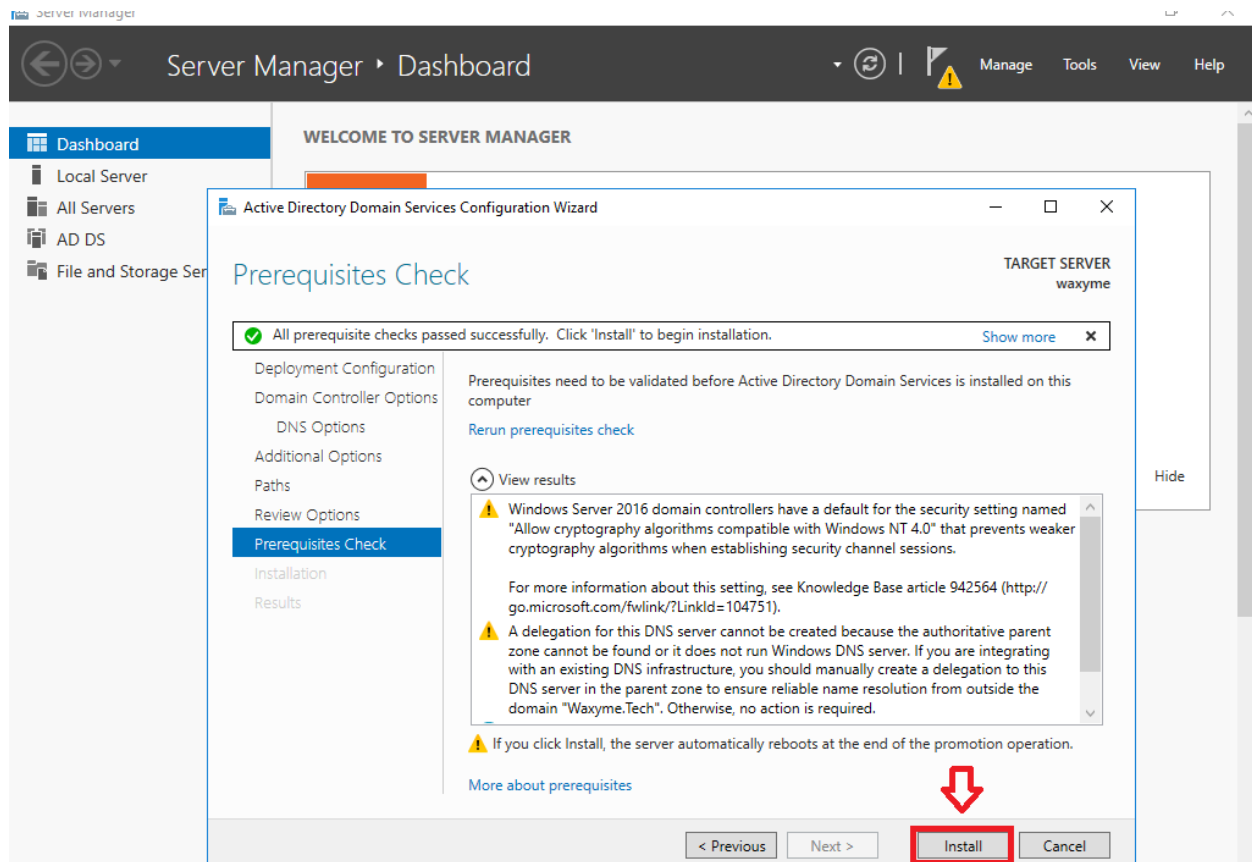 Server Manager
Server Manager ‣ Dashboard
Manage Tools View Help
Dashboard
Local Server
All Servers
AD DS
File and Storage Ser
WELCOME TO SERVER MANAGER
Hide
Active Directory Domain Services Configuration Wizard
Prerequisites Check
TARGET SERVER
waxyme
All prerequisite checks passed successfully. Click 'Install' to begin installation.
Show more
Deployment Configuration
Domain Controller Options
DNS Options
Additional Options
Paths
Review Options
Prerequisites Check
Installation
Results
Prerequisites need to be validated before Active Directory Domain Services is installed on this
computer
Rerun prerequisites check
View results
Windows Server 2016 domain controllers have a default for the security setting named
"Allow cryptography algorithms compatible with Windows NT 4.0" that prevents weaker
cryptography algorithms when establishing security channel sessions.
For more information about this setting, see Knowledge Base article 942564 (http://
go.microsoft.com/fwlink/?LinkId=104751).
A delegation for this DNS server cannot be created because the authoritative parent
zone cannot be found or it does not run Windows DNS server. If you are integrating
with an existing DNS infrastructure, you should manually create a delegation to this
DNS server in the parent zone to ensure reliable name resolution from outside the
domain "Waxyme.Tech". Otherwise, no action is required.
If you click Install, the server automatically reboots at the end of the promotion operation.
More about prerequisites
< Previous
Next >
Install
Cancel